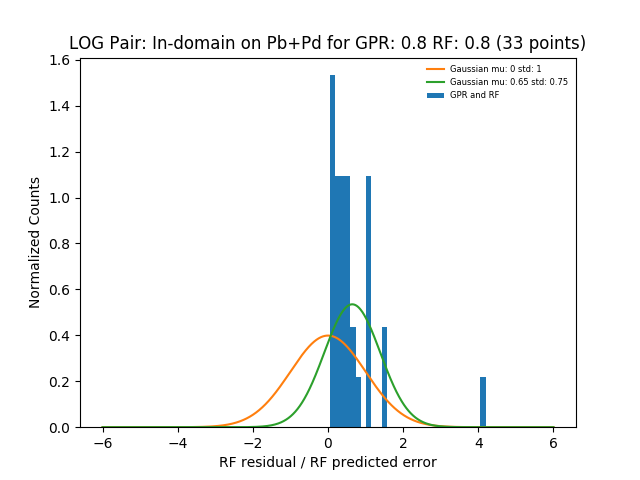 LOG Pair: In-domain on Pb+Pd for GPR: 0.8 RF: 0.8 (33 points)
Gaussian mu: 0 std: 1
Gaussian mu: 0.65 std: 0.75
GPR and RF
Normalized Counts
1.6
1.4
1.2
1.0
0.8
0.6
0.4
0.2
0.0
−6
−4
−2
0
2
4
6
RF residual / RF predicted error